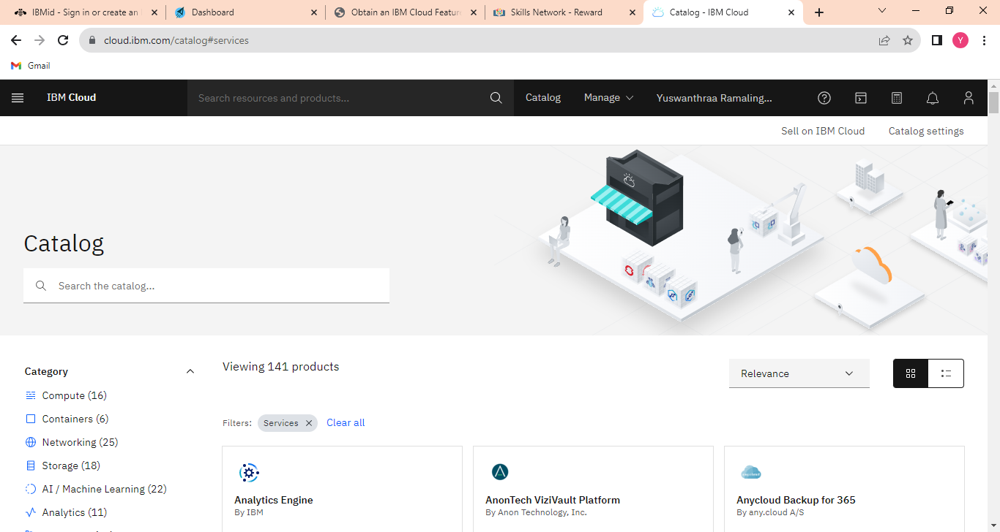 IBMid - Sign in or create an
Dashboard
Obtain an IBM Cloud Featur
Skills Network - Reward
Catalog - IBM Cloud
cloud.ibm.com/catalog#services
Y
Gmail
IBM Cloud
Search resources and products...
Catalog
Manage
Yuswanthraa Ramaling...
Sell on IBM Cloud
Catalog settings
Catalog
Search the catalog...
Category
Compute (16)
Containers (6)
Networking (25)
Storage (18)
AI / Machine Learning (22)
Analytics (11)
Viewing 141 products
Relevance
Filters:
Services
Clear all
Analytics Engine
By IBM
AnonTech ViziVault Platform
By Anon Technology, Inc.
Anycloud Backup for 365
By any.cloud A/S